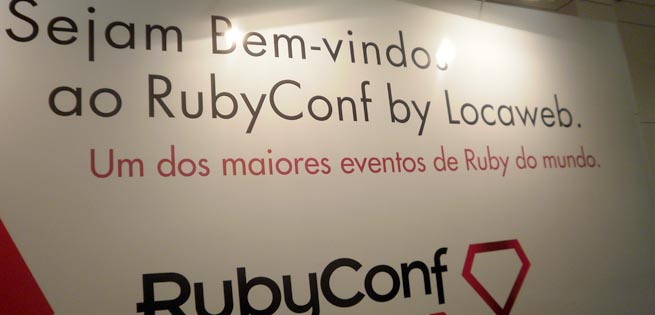 Sejam Bem-vindos
ao RubyConf by Locaweb.
Um dos maiores eventos de Ruby do mundo.
RubyConf